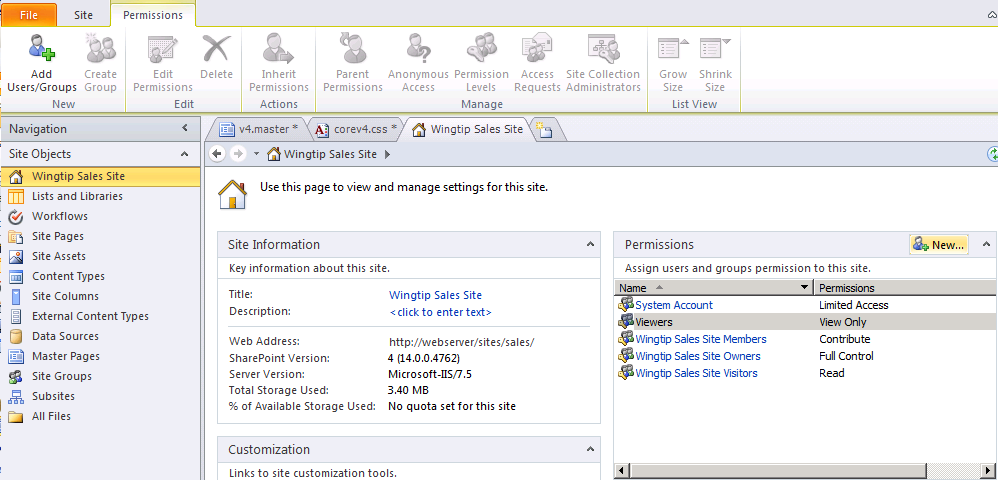 File Site Permissions
Add Users/Groups
Create Group
Edit Permissions
Delete
Inherit Permissions
Parent Permissions
Anonymous Access
Permission Levels
Access Requests
Site Collection Administrators
Grow Size
Shrink Size
New Edit Actions Manage List View
Navigation
Site Objects
Wingtip Sales Site
Lists and Libraries
Workflows
Site Pages
Site Assets
Content Types
Site Columns
External Content Types
Data Sources
Master Pages
Site Groups
Subsites
All Files
v4.master * corev4.css * Wingtip Sales Site
Wingtip Sales Site
Use this page to view and manage settings for this site.
Site Information
Key information about this site.
Title: Wingtip Sales Site
Description: <click to enter text>
Web Address: http://webserver/sites/sales/
SharePoint Version: 4 (14.0.0.4762)
Server Version: Microsoft-IIS/7.5
Total Storage Used: 3.40 MB
% of Available Storage Used: No quota set for this site
Customization
Links to site customization tools.
Permissions New...
Assign users and groups permission to this site.
Name Permissions
System Account Limited Access
Viewers View Only
Wingtip Sales Site Members Contribute
Wingtip Sales Site Owners Full Control
Wingtip Sales Site Visitors Read